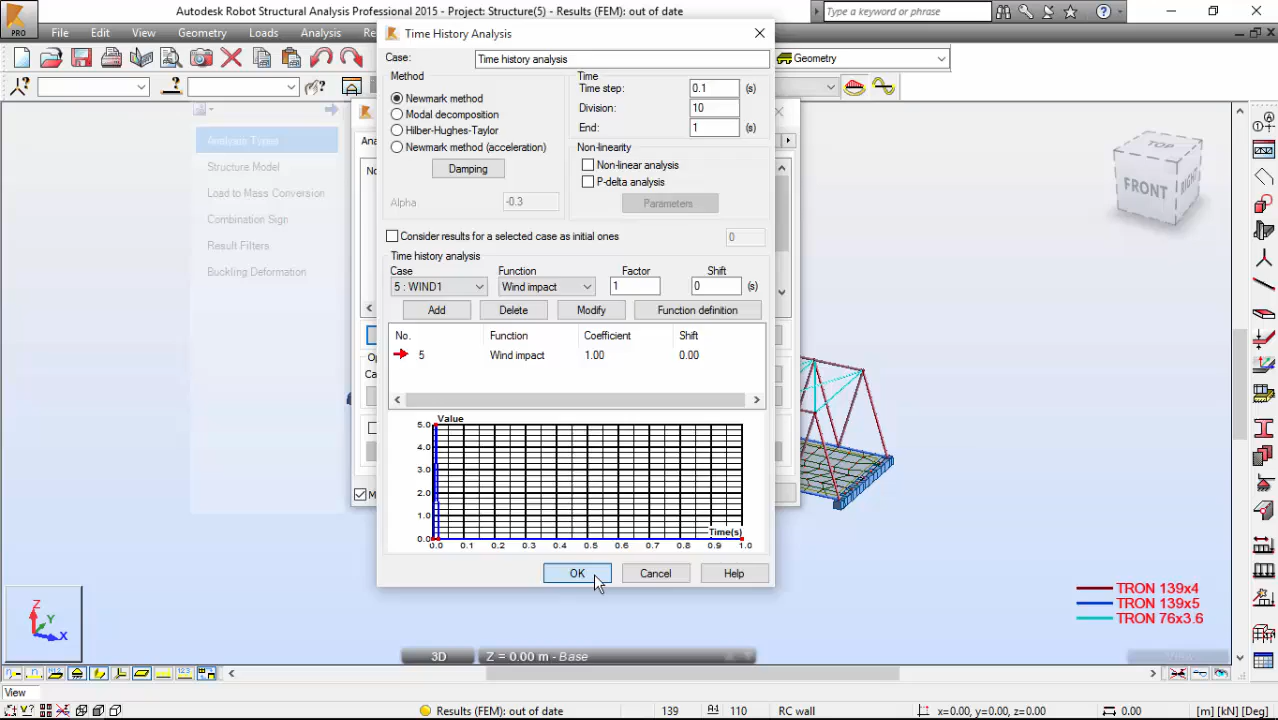 Autodesk Robot Structural Analysis Professional 2015 - Project: Structure(5) - Results (FEM): out of date
Type a keyword or phrase
PRO
File Edit View Geometry Loads Analysis
Time History Analysis
Geometry
Case: Time history analysis
Method
Newmark method
Modal decomposition
Hilber-Hughes-Taylor
Newmark method (acceleration)
Damping
Alpha -0.3
Time
Time step: 0.1 (s)
Division: 10
End: 1 (s)
Non-linearity
Non-linear analysis
P-delta analysis
Parameters
Consider results for a selected case as initial ones 0
Time history analysis
Case Function Factor Shift
5 : WIND1 Wind impact 1 0 (s)
Add Delete Modify Function definition
No. Function Coefficient Shift
5 Wind impact 1.00 0.00
Value
5.0
4.0
3.0
2.0
1.0
0.0
Time(s)
0.0 0.1 0.2 0.3 0.4 0.5 0.6 0.7 0.8 0.9 1.0
OK Cancel Help
Analysis Types
Structure Model
Load to Mass Conversion
Combination Sign
Result Filters
Buckling Deformation
TOP
FRONT
RIGHT
TRON 139x4
TRON 139x5
TRON 76x3.6
Z
Y
X
3D Z = 0.00 m - Base
View
Results (FEM): out of date 139 110 RC wall x=0.00, y=0.00, z=0.00 0.00 [m] [kN] [Deg]